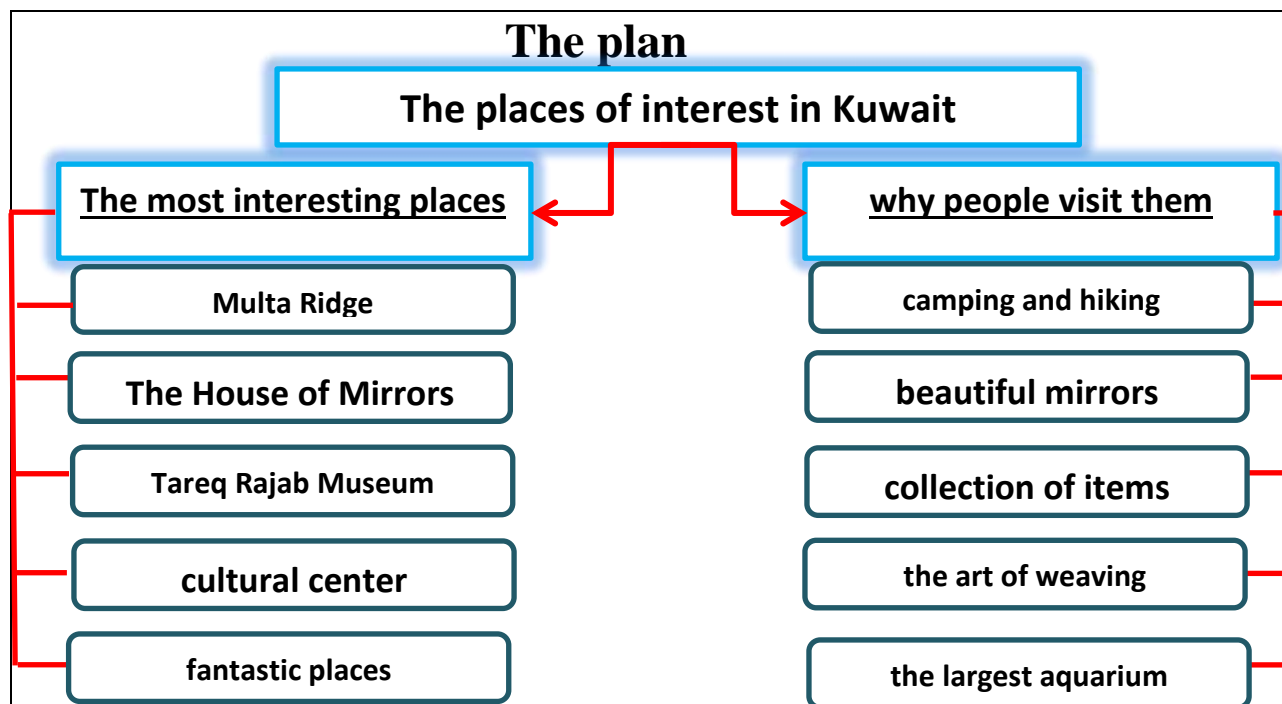 The plan
The places of interest in Kuwait
The most interesting places
why people visit them
Multa Ridge
camping and hiking
The House of Mirrors
beautiful mirrors
Tareq Rajab Museum
collection of items
cultural center
the art of weaving
fantastic places
the largest aquarium